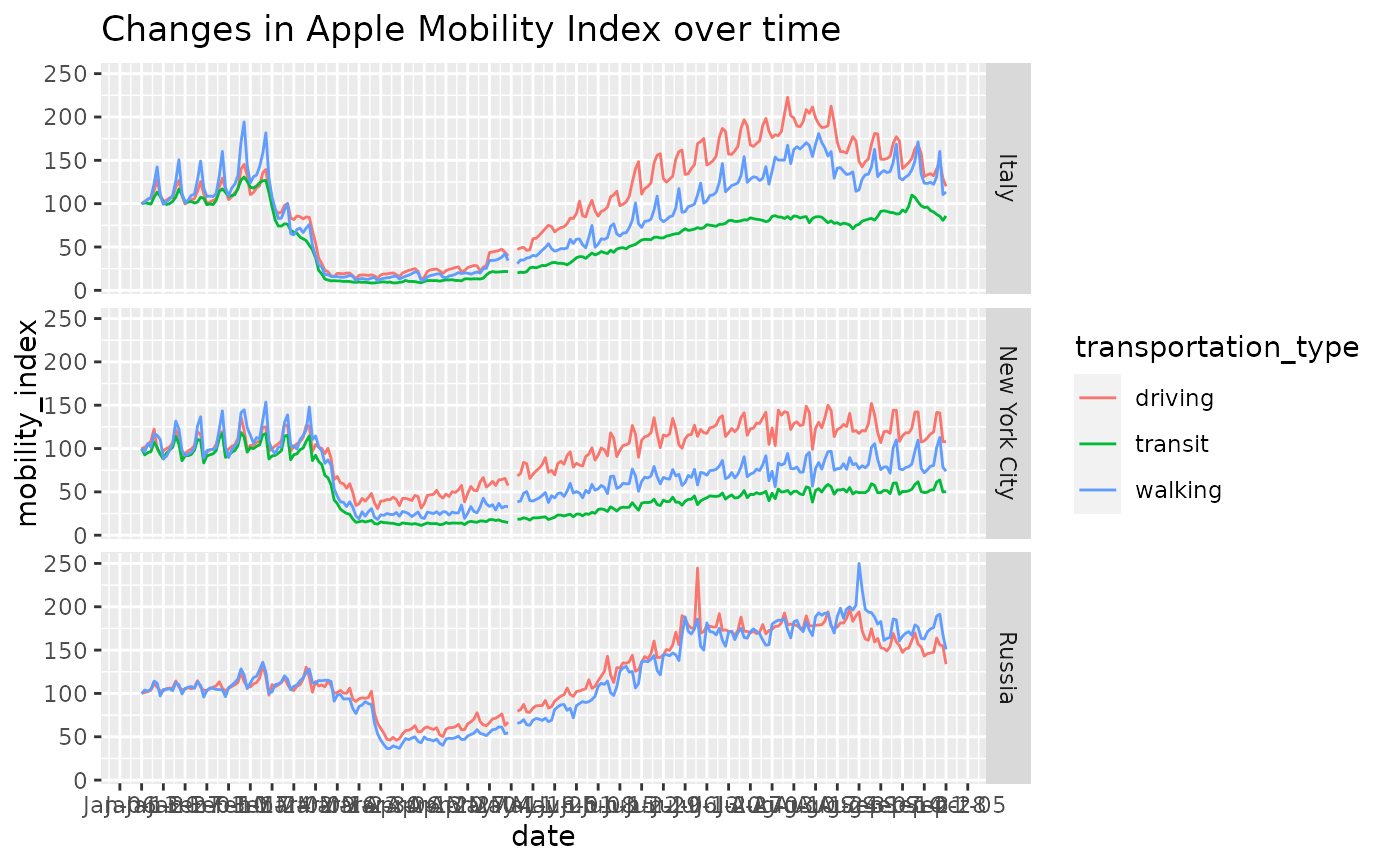 Changes in Apple Mobility Index over time
250
200
150
100
50
0
Italy
250
200
150
100
50
0
New York City
250
200
150
100
50
0
Russia
mobility_index
date
transportation_type
driving
transit
walking